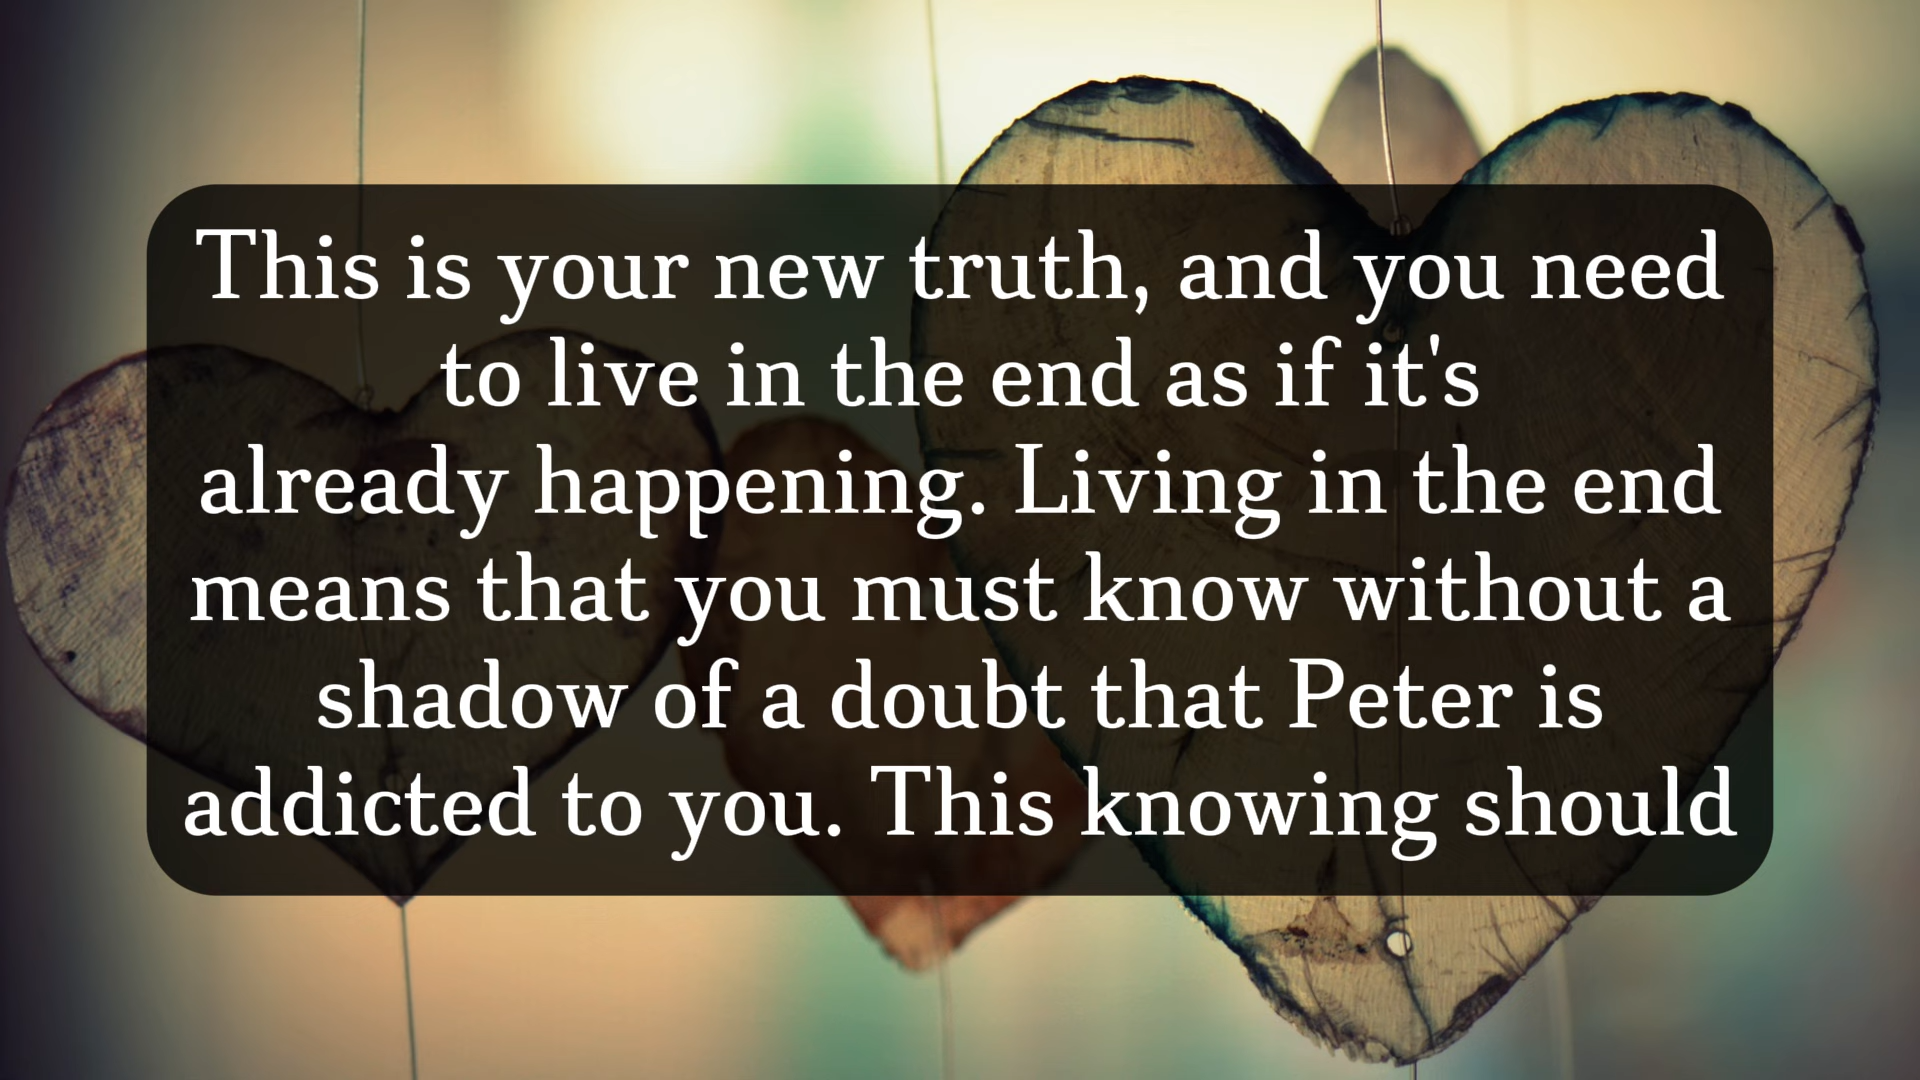 This is your new truth, and you need
to live in the end as if it's
already happening. Living in the end
means that you must know without a
shadow of a doubt that Peter is
addicted to you. This knowing should